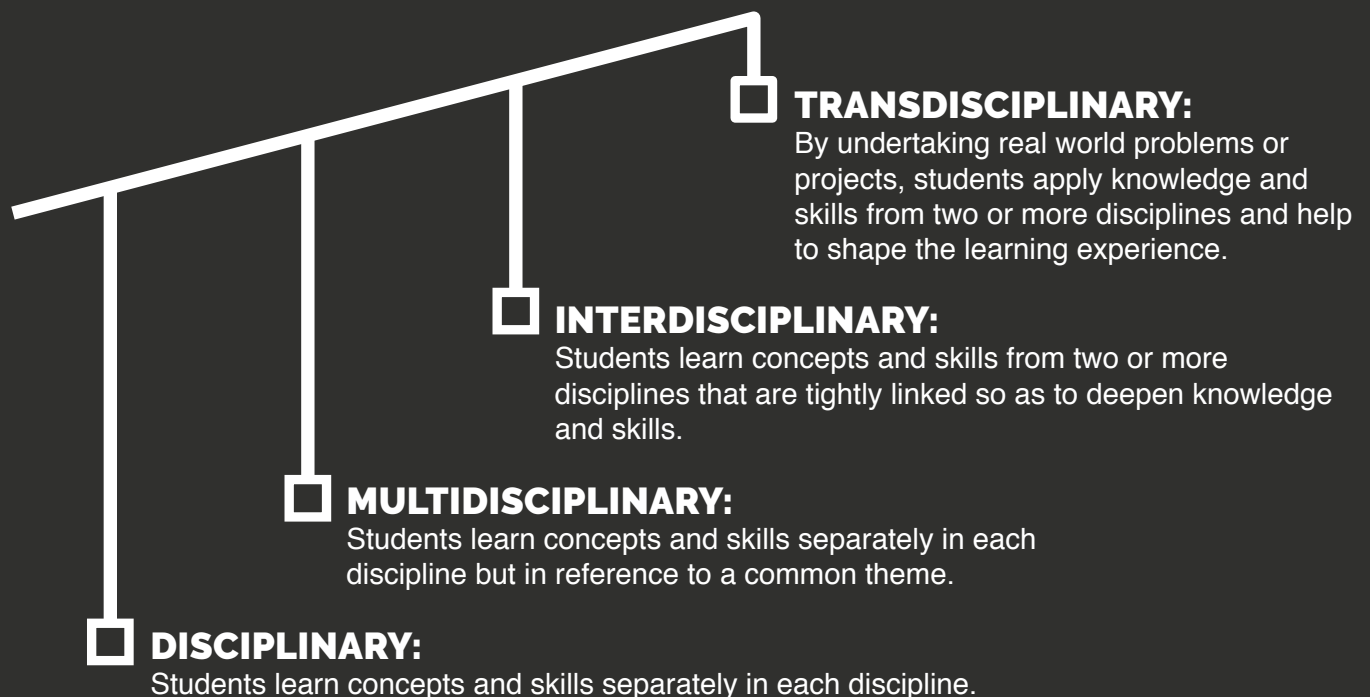 TRANSDISCIPLINARY:
By undertaking real world problems or
projects, students apply knowledge and
skills from two or more disciplines and help
to shape the learning experience.
INTERDISCIPLINARY:
Students learn concepts and skills from two or more
disciplines that are tightly linked so as to deepen knowledge
and skills.
MULTIDISCIPLINARY:
Students learn concepts and skills separately in each
discipline but in reference to a common theme.
DISCIPLINARY:
Students learn concepts and skills separately in each discipline.